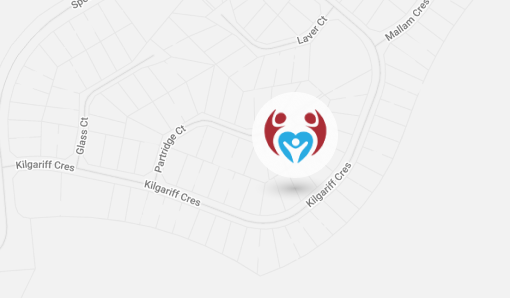 Laver Ct
Mallam Cres
Glass Ct
Partridge Ct
Kilgariff Cres
Kilgariff Cres
Kilgariff Cres